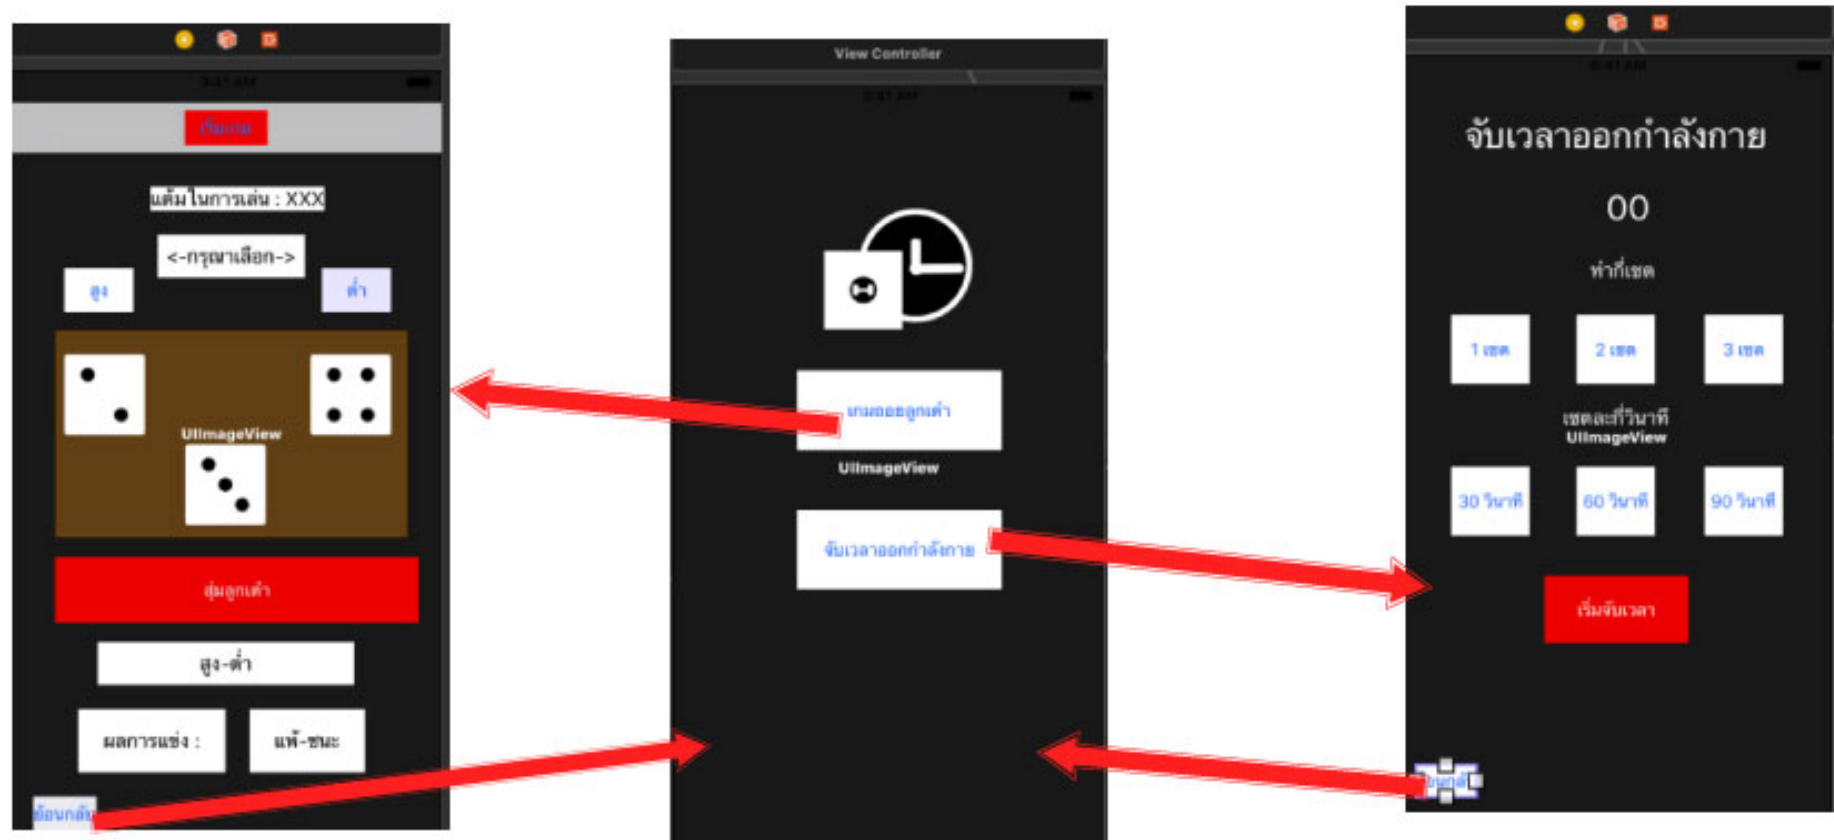 เริ่มเกม
แต้มในการเล่น : XXX
<-กรุณาเลือก->
สูง
ต่ำ
UIImageView
สุ่มลูกเต๋า
สูง-ต่ำ
ผลการแข่ง :
แพ้-ชนะ
ย้อนกลับ
View Controller
9:41 AM
เกมทอยลูกเต๋า
UIImageView
จับเวลาออกกำลังกาย
9:41 AM
จับเวลาออกกำลังกาย
00
ทำกี่เซต
1 เซต
2 เซต
3 เซต
เซตละกี่วินาที
UIImageView
30 วินาที
60 วินาที
90 วินาที
เริ่มจับเวลา